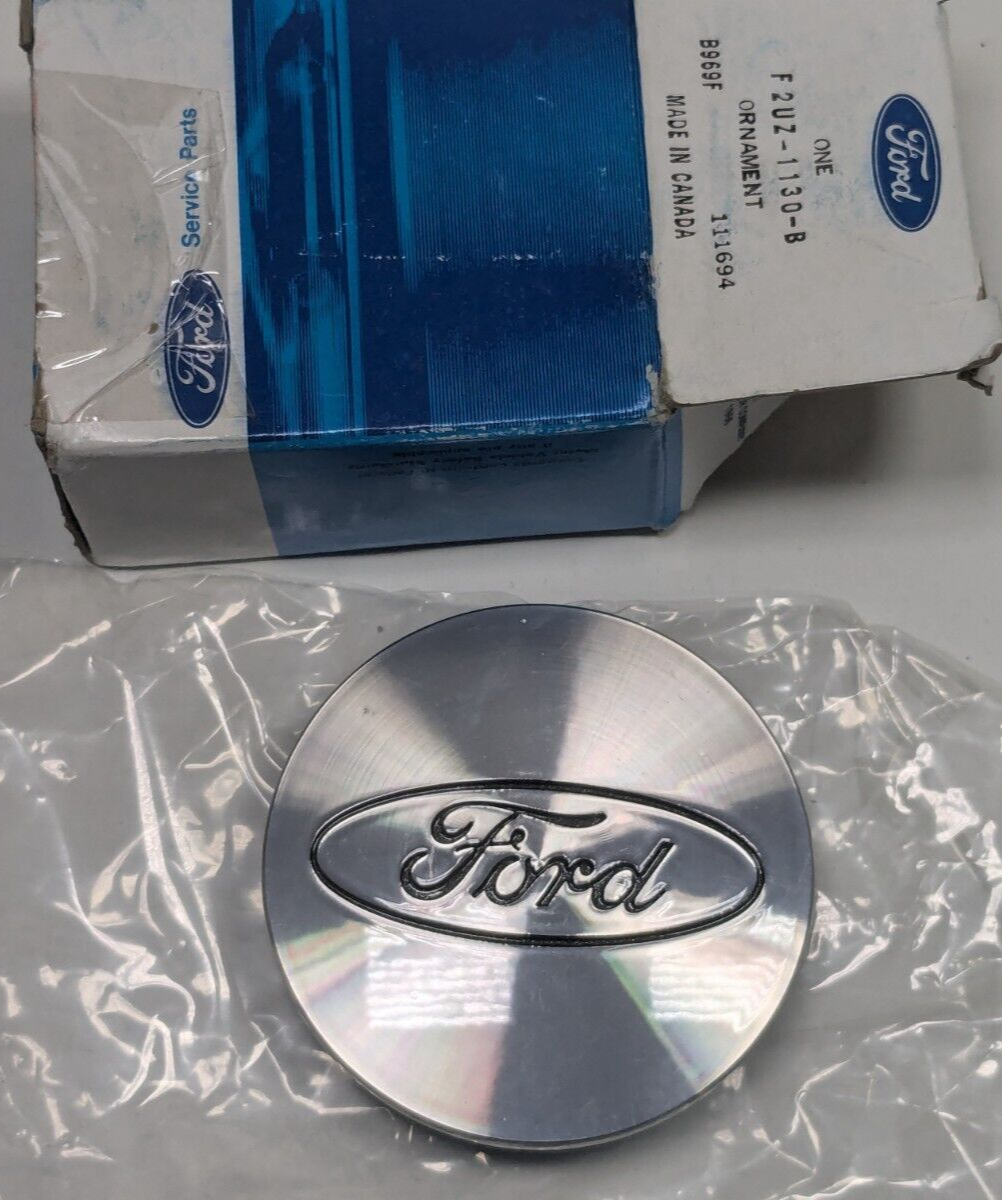 Ford
ONE
F2UZ-1130-B
ORNAMENT
B969F 111694
MADE IN CANADA
Ford Service Parts
Ford